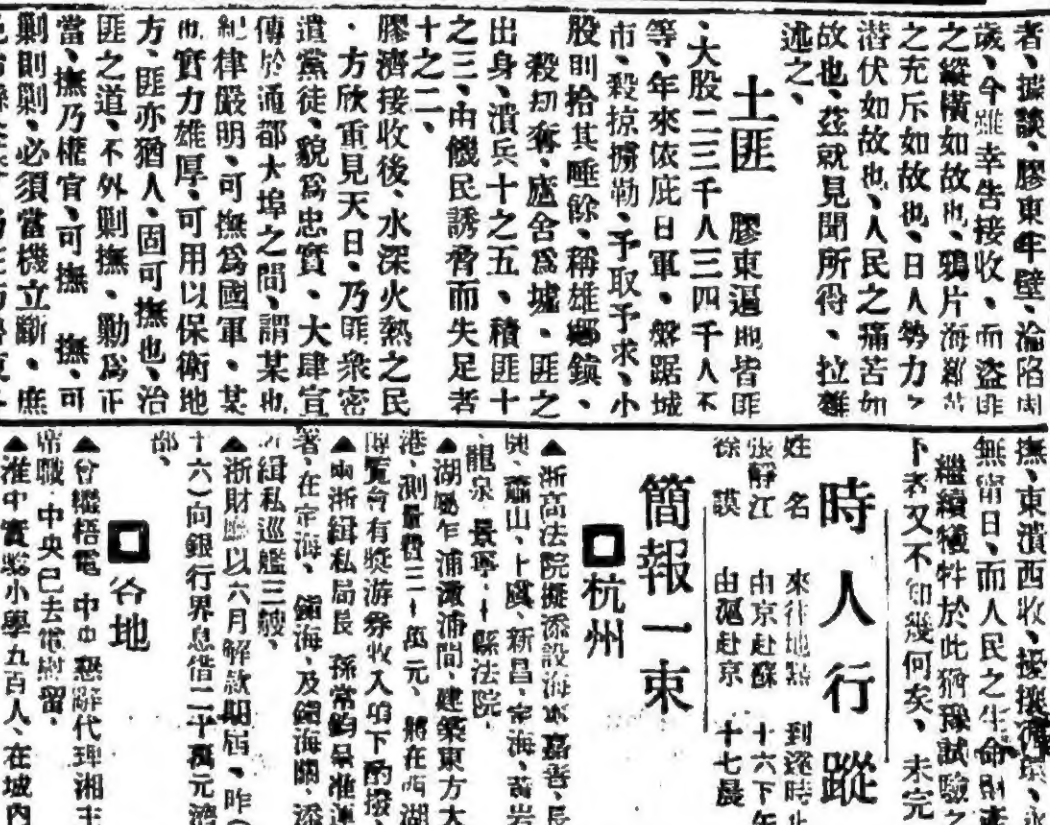 者、據談、膠東半壁、淪陷
歲、今雖幸告接收、而盜匪
之縱橫如故也、鴉片海
之充斥如故也、日人勢力之
潛伏如故也、人民之痛苦如
故也、茲就見聞所得、拉雜
述之、
土匪 膠東遍地皆匪
、大股二三千人三四千人不
等、年來依庇日軍、盤踞城
市、殺掠擄勒、予取予求、小
股則拾其唾餘、稱雄鄉鎮、
殺刧奪、廬舍爲墟、匪之
出身、潰兵十之五、積匪十
之三、由饑民誘脅而失足者
十之二、
膠濟接收後、水深火熱之民
、方欣重見天日、乃匪衆密
遣黨徒、貌爲忠實、大肆宣
傳於通都大埠之間、謂某也
紀律嚴明、可撫爲國軍、某
也實力雄厚、可用以保衛地
方、匪亦猶人、固可撫也、治
匪之道、不外剿撫、勦爲正
當、撫乃權宜、可撫 撫、可
剿則剿、必須當機立斷、庶
撫、東潰西收、擾攘
無甯日、而人民之生命財產
繼續犧牲於此猶豫試驗之
下者又不知幾何矣、未完
時人行蹤
姓名 來往地點 到逐時
張靜江 由京赴蘇 十六下午
徐謨 由滬赴京 十七晨
簡報一束
杭州
▲浙高法院擬添設海 嘉善、長
興、蕭山、上虞、新昌、定海、黃岩
、龍泉、景寧、十縣法院
▲湖屬乍浦澉浦間、建築東方大
港、測量費三十萬元、將在西湖
博覽會有獎游券收入項下酌撥、
▲兩浙緝私局長 孫常鈞 准運
署、在定海、鎮海、及鎮海關、添
緝私巡艦三艘、
▲浙財廳以六月解款期屆、昨(
十六)向銀行界息借二十萬元濟
部、
各地
▲曾繼梧電 中央懇辭代理湘主
席職、中央已去電慰留、
▲淮中實驗小學五百人、在城內